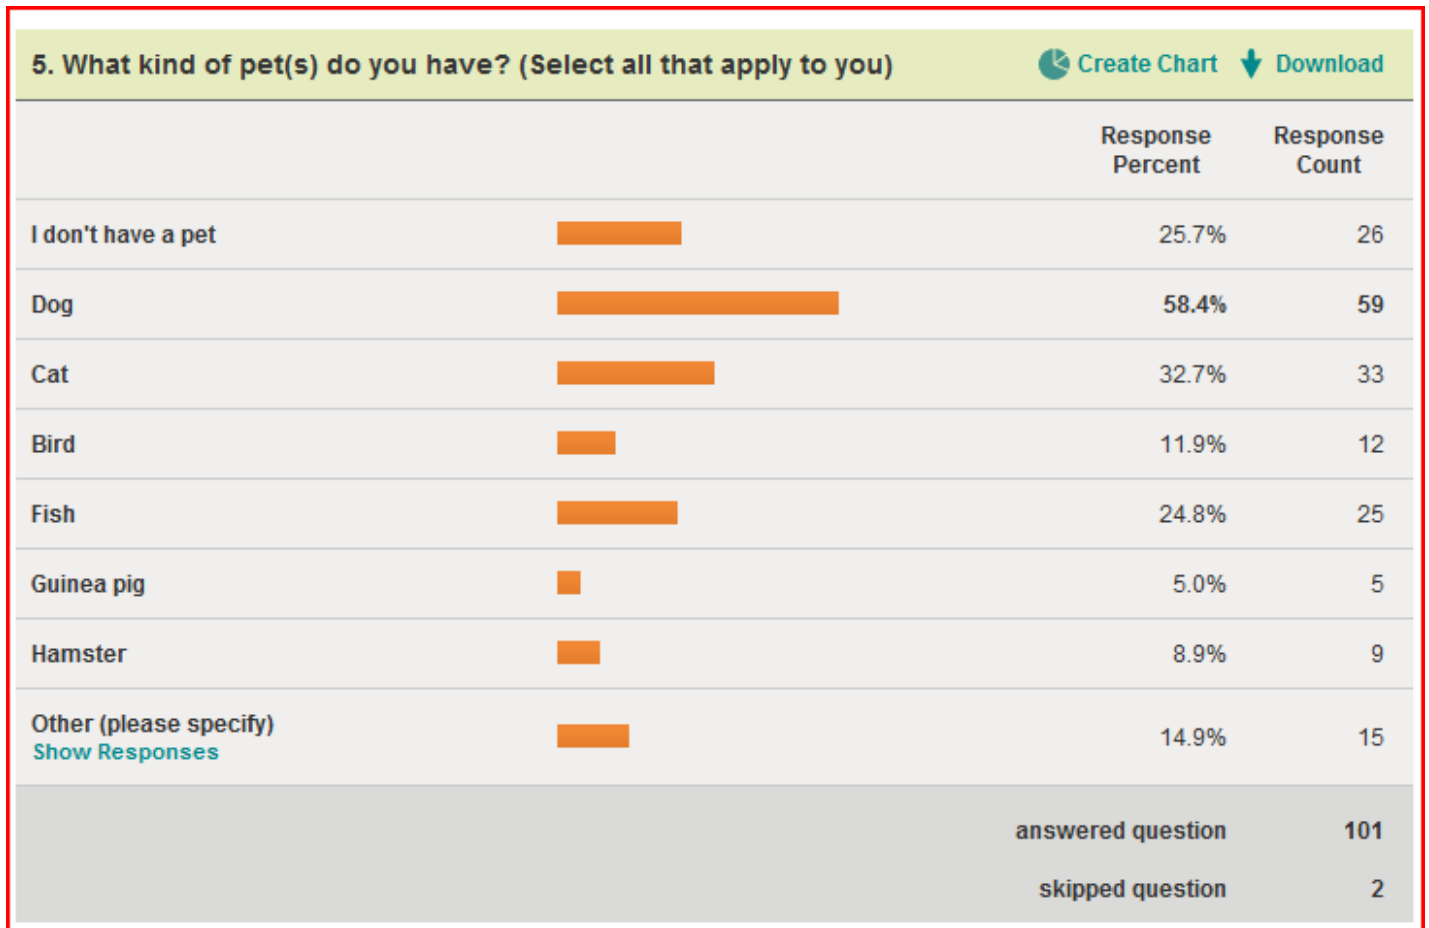 5. What kind of pet(s) do you have? (Select all that apply to you) Create Chart Download
Response Percent Response Count
I don't have a pet 25.7% 26
Dog 58.4% 59
Cat 32.7% 33
Bird 11.9% 12
Fish 24.8% 25
Guinea pig 5.0% 5
Hamster 8.9% 9
Other (please specify)
Show Responses 14.9% 15
answered question 101
skipped question 2